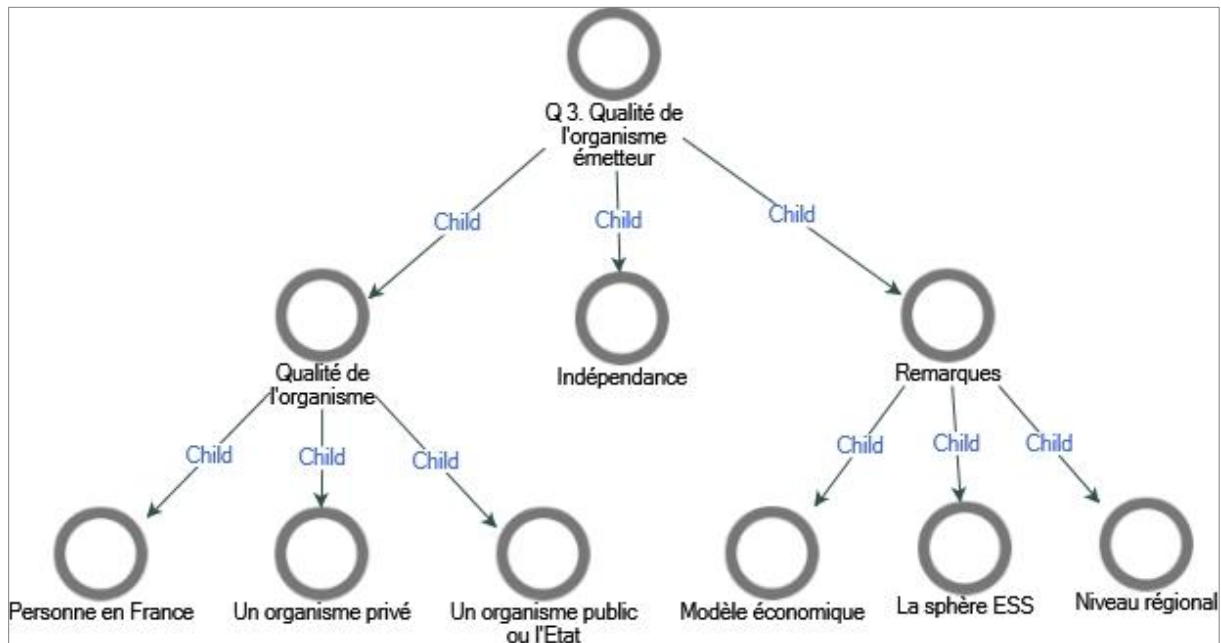 Q 3. Qualité de
l'organisme
émetteur
Child
Child
Child
Qualité de
l'organisme
Indépendance
Remarques
Child
Child
Child
Child
Child
Child
Personne en France
Un organisme privé
Un organisme public
ou l'Etat
Modèle économique
La sphère ESS
Niveau régional